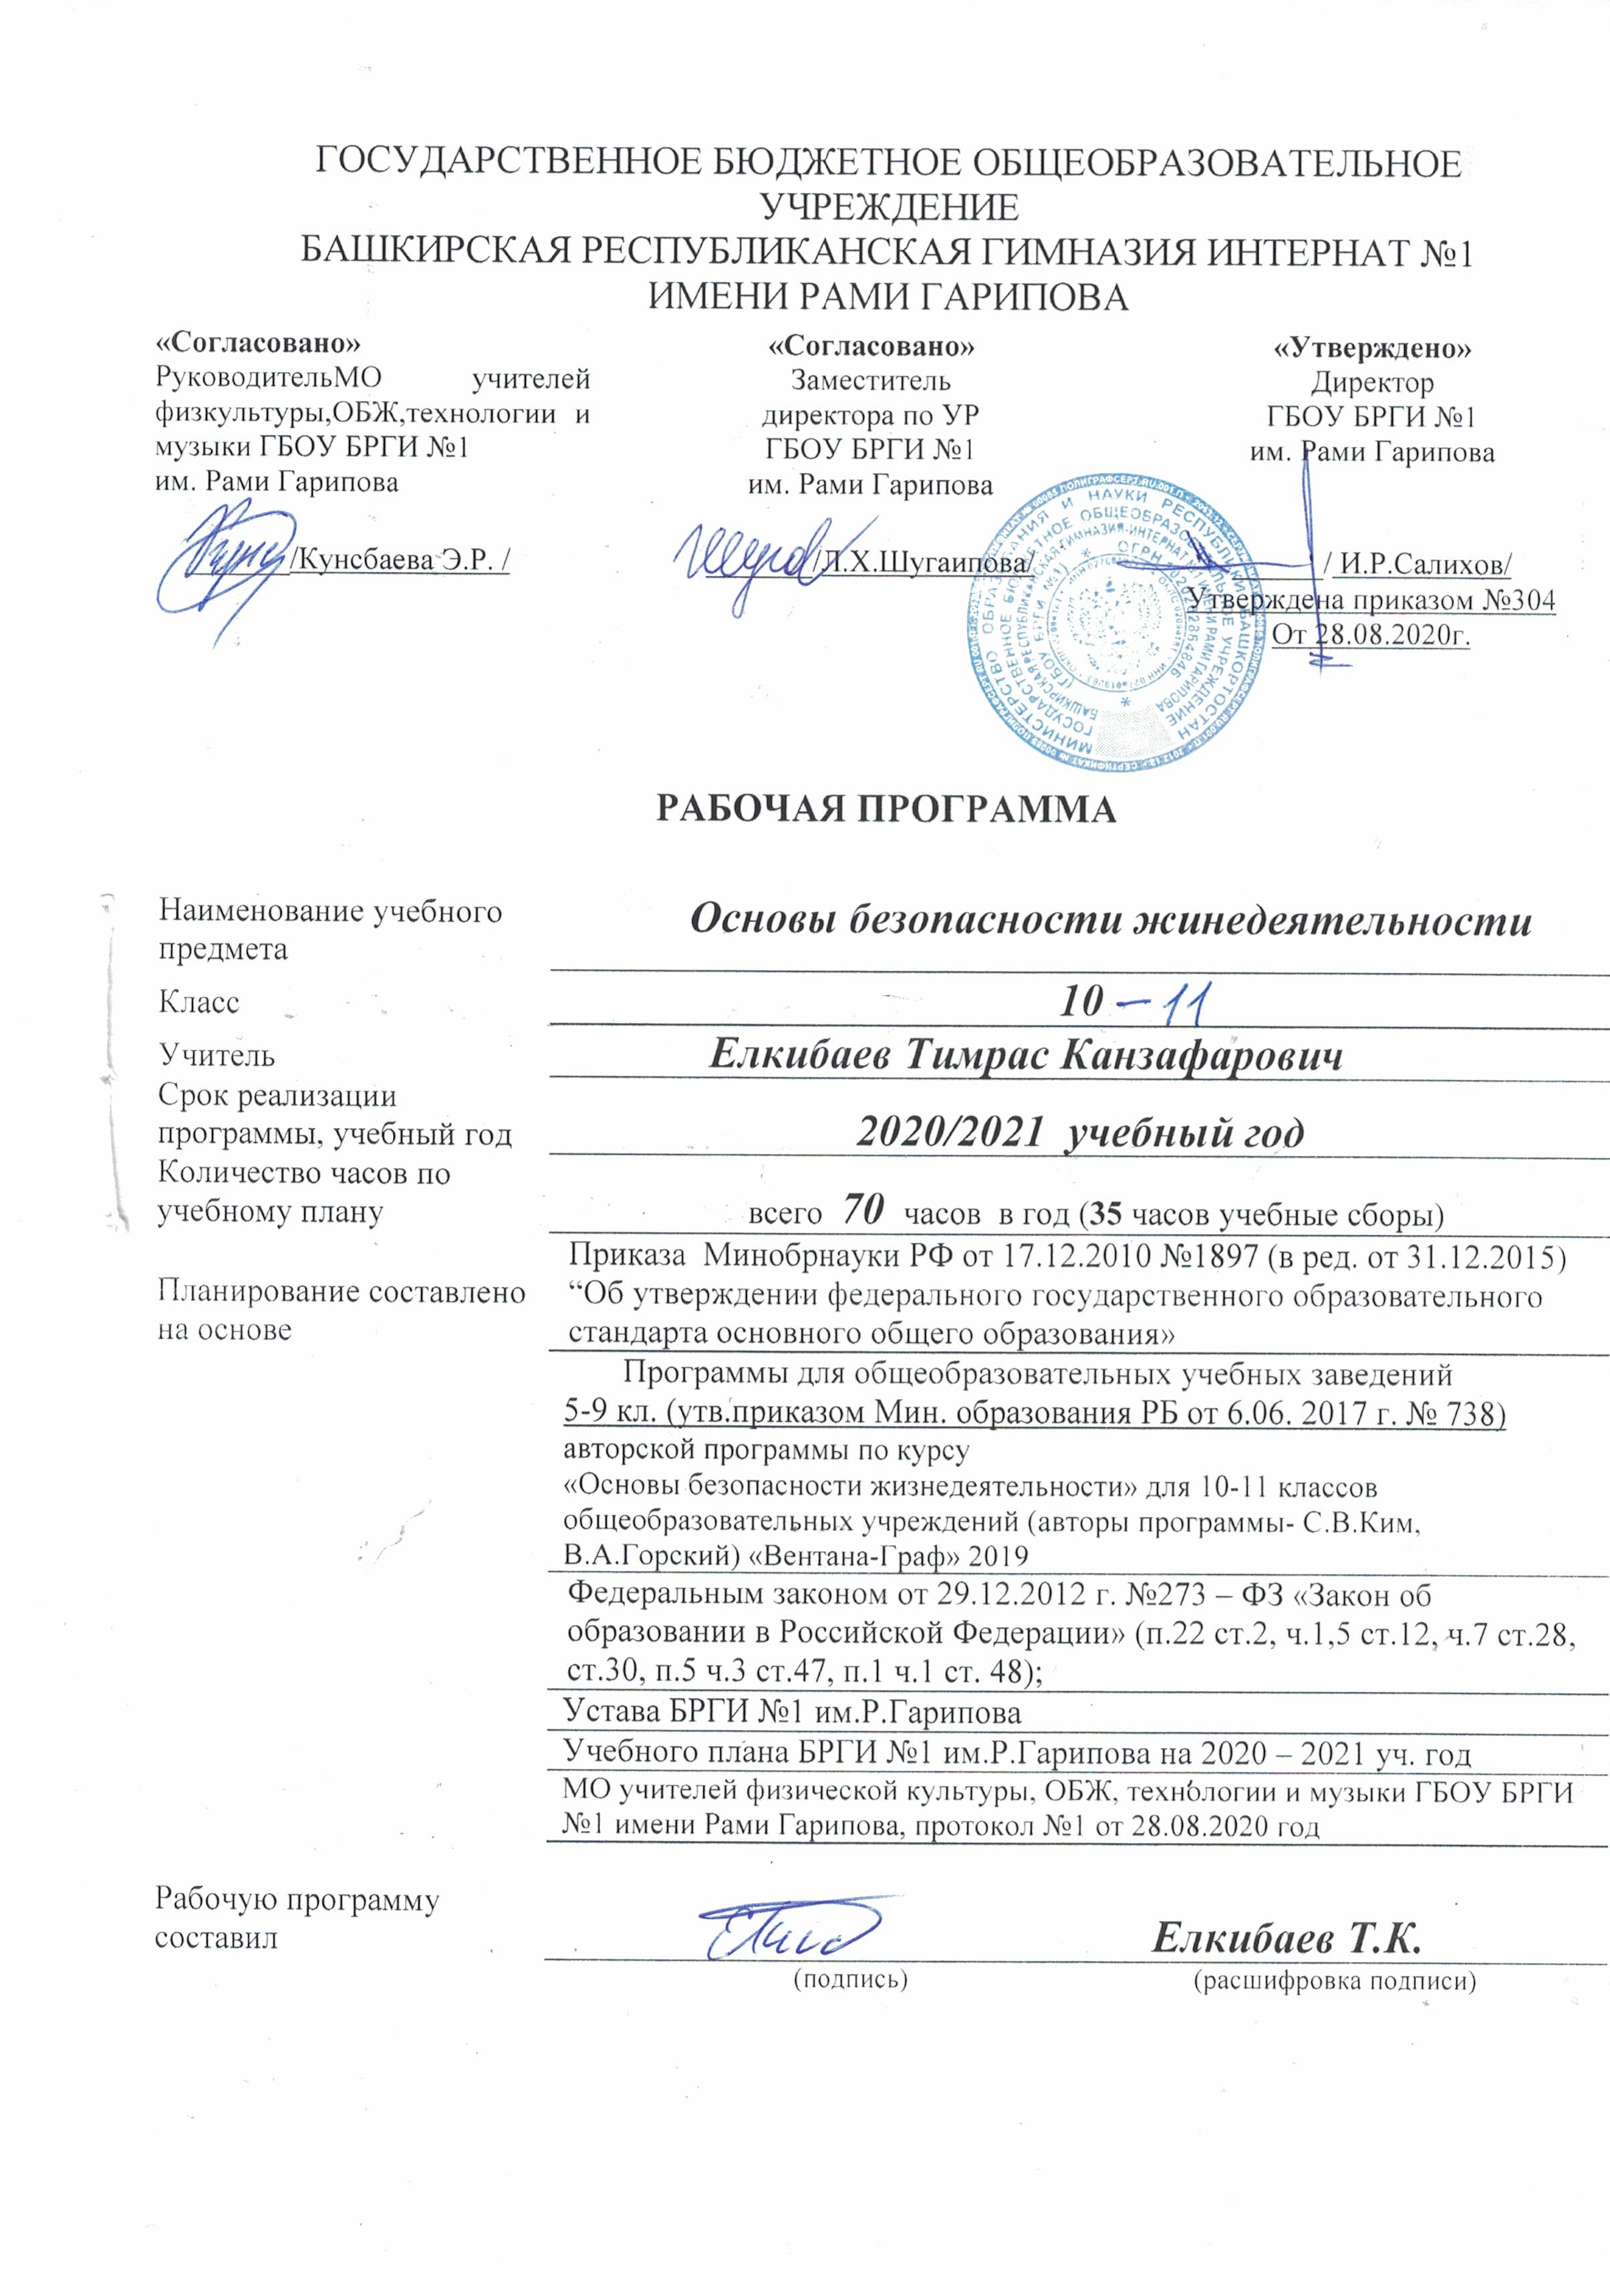 ГОСУДАРСТВЕННОЕ БЮДЖЕТНОЕ ОБЩЕОБРАЗОВАТЕЛЬНОЕ
УЧРЕЖДЕНИЕ
БАШКИРСКАЯ РЕСПУБЛИКАНСКАЯ ГИМНАЗИЯ ИНТЕРНАТ №1
ИМЕНИ РАМИ ГАРИПОВА
«Согласовано»
РуководительМО учителей
физкультуры,ОБЖ,технологии и
музыки ГБОУ БРГИ №1
им. Рами Гарипова
/Кунсбаева Э.Р. /
«Согласовано»
Заместитель
директора по УР
ГБОУ БРГИ №1
им. Рами Гарипова
/Л.Х.Шугаипова/
«Утверждено»
Директор
ГБОУ БРГИ №1
им. Рами Гарипова
/ И.Р.Салихов/
Утверждена приказом №304
От 28.08.2020г.
МИНИСТЕРСТВО ОБРАЗОВАНИЯ И НАУКИ РЕСПУБЛИКИ БАШКОРТОСТАН
РАБОЧАЯ ПРОГРАММА
Наименование учебного
предмета
Основы безопасности жинедеятельности
Класс
10 – 11
Учитель
Елкибаев Тимрас Канзафарович
Срок реализации
программы, учебный год
2020/2021 учебный год
Количество часов по
учебному плану
всего 70 часов в год (35 часов учебные сборы)
Планирование составлено
на основе
Приказа Минобрнауки РФ от 17.12.2010 №1897 (в ред. от 31.12.2015)
“Об утверждении федерального государственного образовательного
стандарта основного общего образования»
Программы для общеобразовательных учебных заведений
5-9 кл. (утв.приказом Мин. образования РБ от 6.06. 2017 г. № 738)
авторской программы по курсу
«Основы безопасности жизнедеятельности» для 10-11 классов
общеобразовательных учреждений (авторы программы- С.В.Ким,
В.А.Горский) «Вентана-Граф» 2019
Федеральным законом от 29.12.2012 г. №273 – ФЗ «Закон об
образовании в Российской Федерации» (п.22 ст.2, ч.1,5 ст.12, ч.7 ст.28,
ст.30, п.5 ч.3 ст.47, п.1 ч.1 ст. 48);
Устава БРГИ №1 им.Р.Гарипова
Учебного плана БРГИ №1 им.Р.Гарипова на 2020 – 2021 уч. год
МО учителей физической культуры, ОБЖ, технологии и музыки ГБОУ БРГИ
№1 имени Рами Гарипова, протокол №1 от 28.08.2020 год
Рабочую программу
составил
Елкибаев Т.К.
(подпись)
(расшифровка подписи)